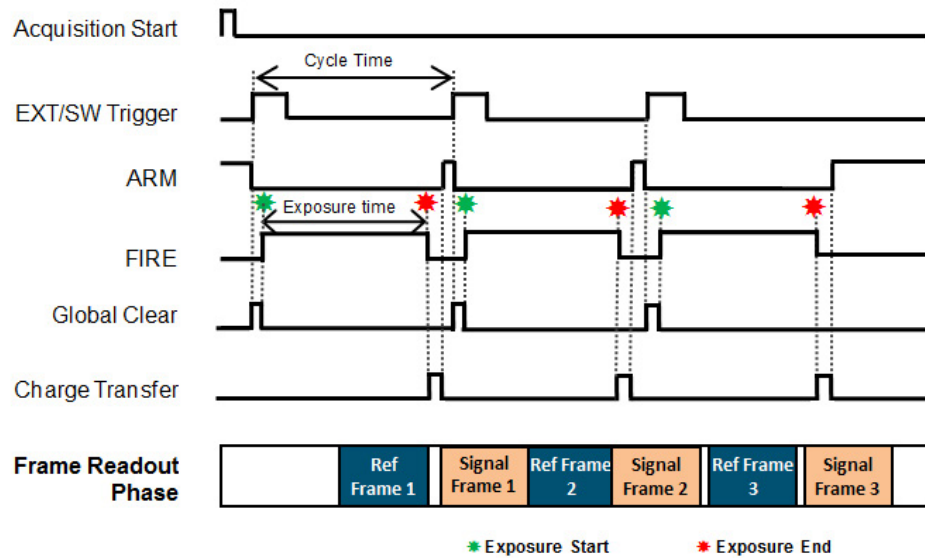 Acquisition Start
Cycle Time
EXT/SW Trigger
ARM
Exposure time
FIRE
Global Clear
Charge Transfer
Frame Readout
Phase
Ref
Frame 1
Signal
Frame 1
Ref Frame
2
Signal
Frame 2
Ref Frame
3
Signal
Frame 3
Exposure Start
Exposure End